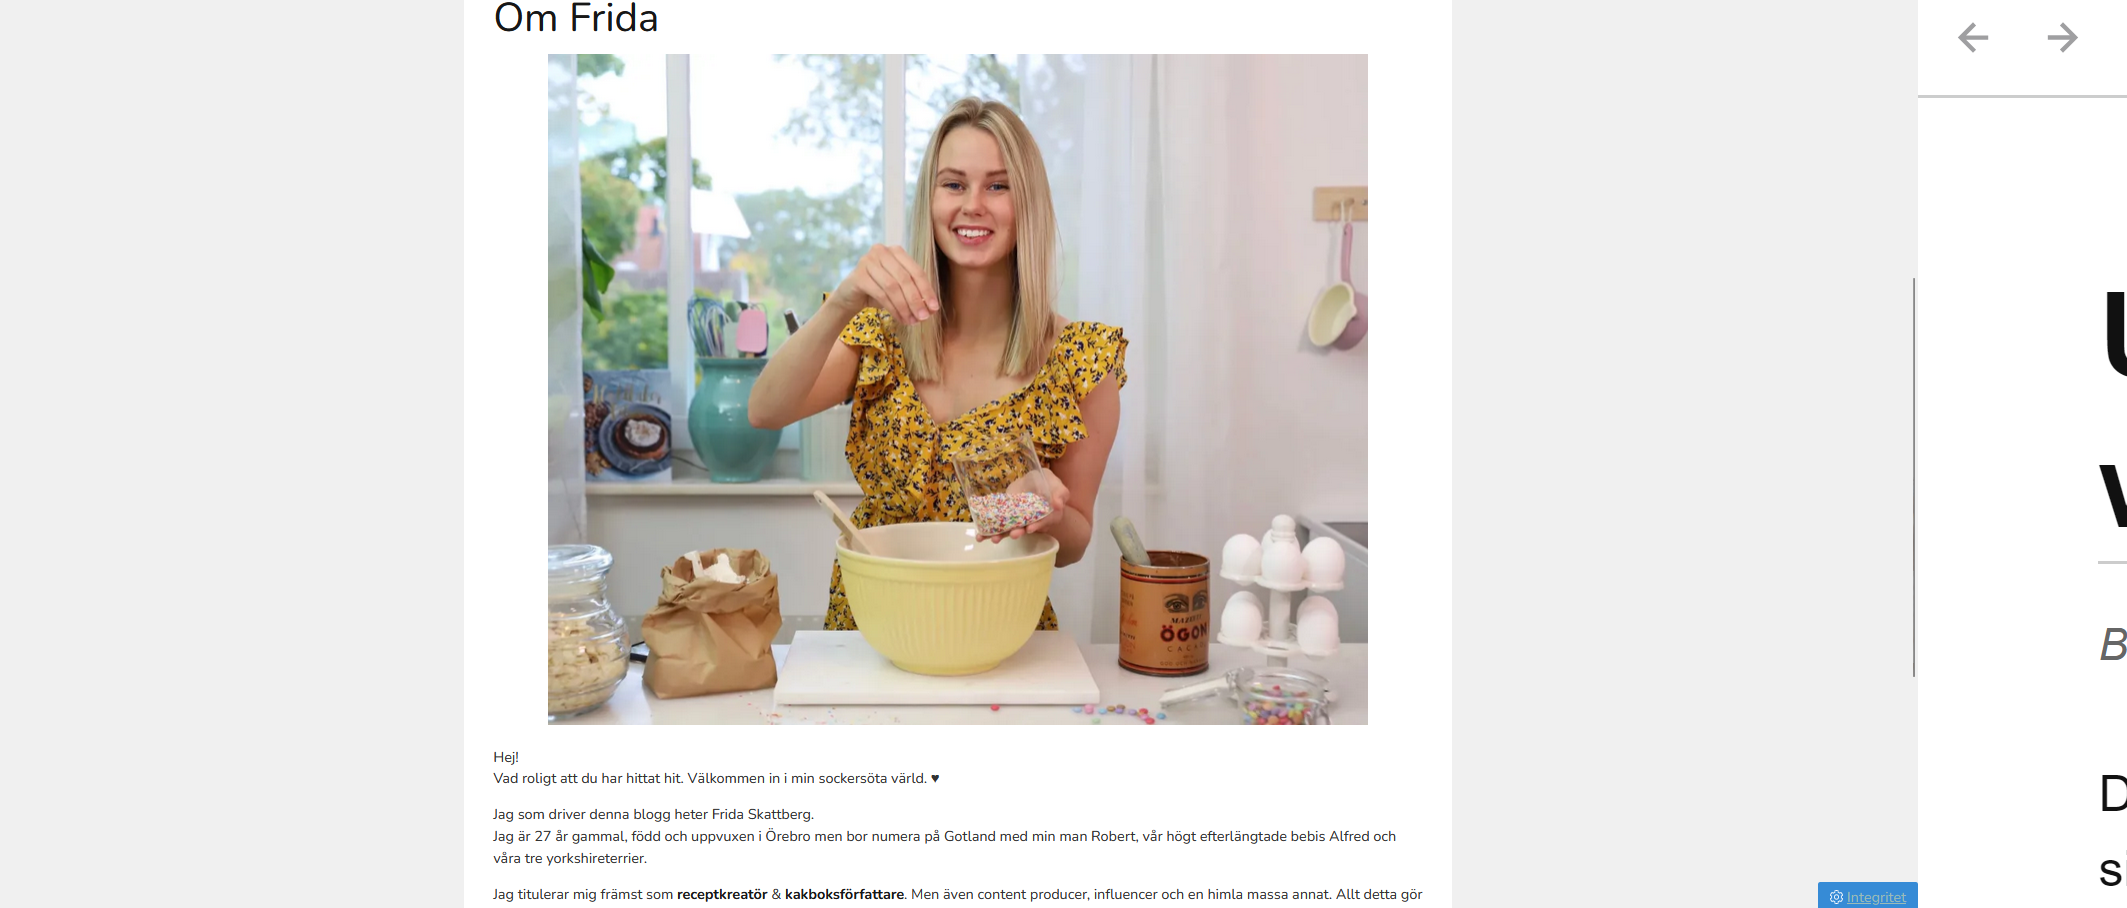 Om Frida
MAZETTI
ÖGON
CACAO
Hej!
Vad roligt att du har hittat hit. Välkommen in i min sockersöta värld. ♥
Jag som driver denna blogg heter Frida Skattberg.
Jag är 27 år gammal, född och uppvuxen i Örebro men bor numera på Gotland med min man Robert, vår högt efterlängtade bebis Alfred och
våra tre yorkshireterrier.
Jag titulerar mig främst som receptkreatör & kakboksförfattare. Men även content producer, influencer och en himla massa annat. Allt detta gör
Integritet